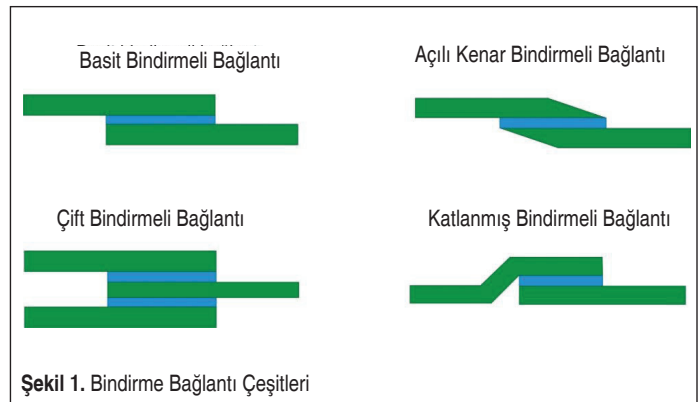 Basit Bindirmeli Bağlantı
Açılı Kenar Bindirmeli Bağlantı
Çift Bindirmeli Bağlantı
Katlanmış Bindirmeli Bağlantı
Şekil 1. Bindirme Bağlantı Çeşitleri